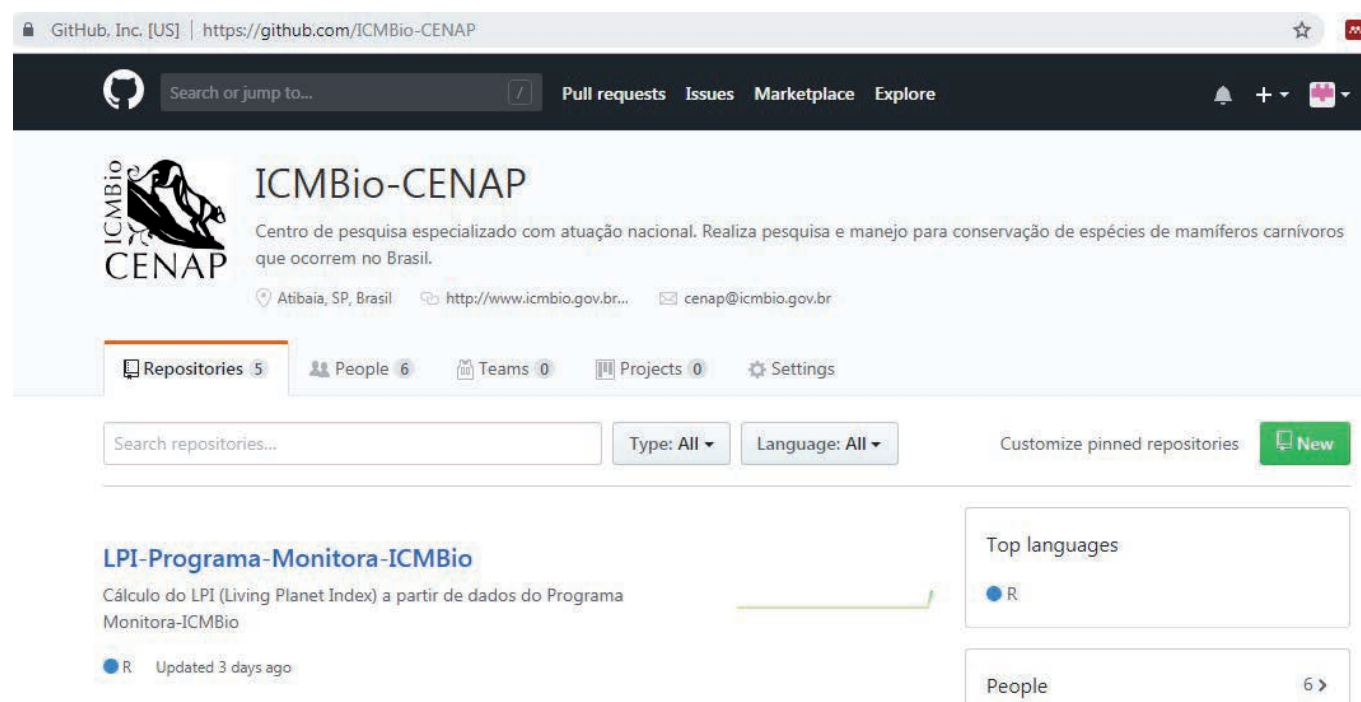 GitHub, Inc. [US] | https://github.com/ICMBio-CENAP
Search or jump to... / Pull requests Issues Marketplace Explore
ICMBio
CENAP
ICMBio-CENAP
Centro de pesquisa especializado com atuação nacional. Realiza pesquisa e manejo para conservação de espécies de mamíferos carnívoros
que ocorrem no Brasil.
Atibaia, SP, Brasil http://www.icmbio.gov.br... cenap@icmbio.gov.br
Repositories 5 People 6 Teams 0 Projects 0 Settings
Search repositories... Type: All Language: All Customize pinned repositories New
LPI-Programa-Monitora-ICMBio
Cálculo do LPI (Living Planet Index) a partir de dados do Programa
Monitora-ICMBio
R Updated 3 days ago
Top languages
R
People 6